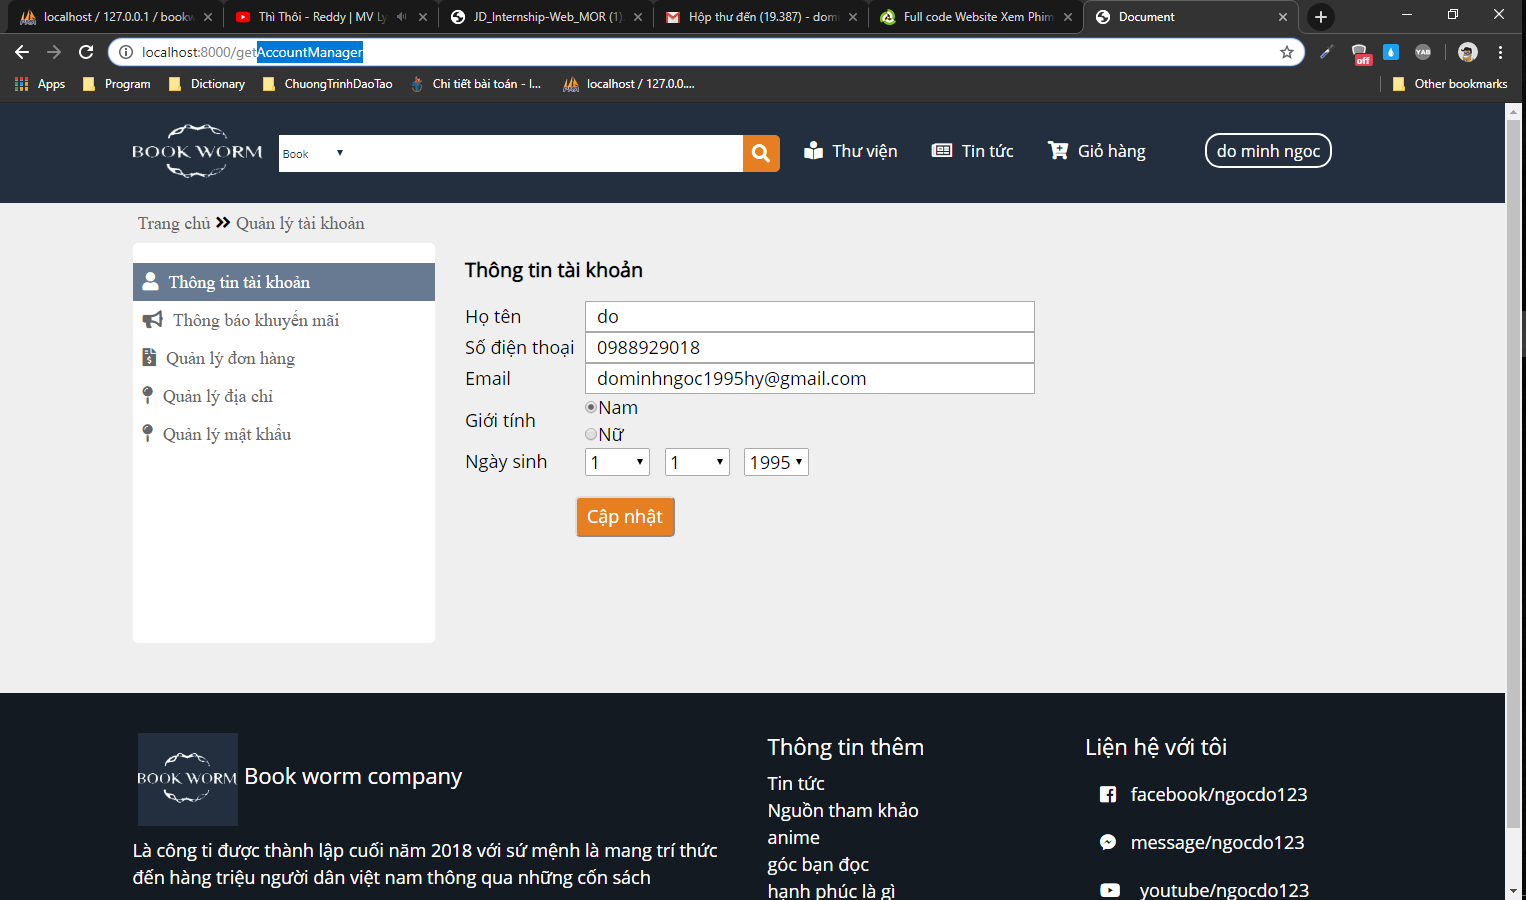 localhost / 127.0.0.1 / bookw
Thì Thôi - Reddy | MV Ly
JD_Internship-Web_MOR (1).
Hộp thư đến (19.387) - domi
Full code Website Xem Phim
Document
localhost:8000/getAccountManager
off
YAB
Apps
Program
Dictionary
ChuongTrinhDaoTao
Chi tiết bài toán - I...
localhost / 127.0.0....
Other bookmarks
BOOK WORM
Book
Thư viện
Tin tức
Giỏ hàng
do minh ngoc
Trang chủ
Quản lý tài khoản
Thông tin tài khoản
Thông báo khuyến mãi
Quản lý đơn hàng
Quản lý địa chỉ
Quản lý mật khẩu
Thông tin tài khoản
Họ tên do
Số điện thoại 0988929018
Email dominhngoc1995hy@gmail.com
Giới tính Nam
Nữ
Ngày sinh 1 1 1995
Cập nhật
BOOK WORM
Book worm company
Là công ti được thành lập cuối năm 2018 với sứ mệnh là mang trí thức
đến hàng triệu người dân việt nam thông qua những cốn sách
Thông tin thêm
Tin tức
Nguồn tham khảo
anime
góc bạn đọc
hạnh phúc là gì
Liện hệ với tôi
facebook/ngocdo123
message/ngocdo123
youtube/ngocdo123